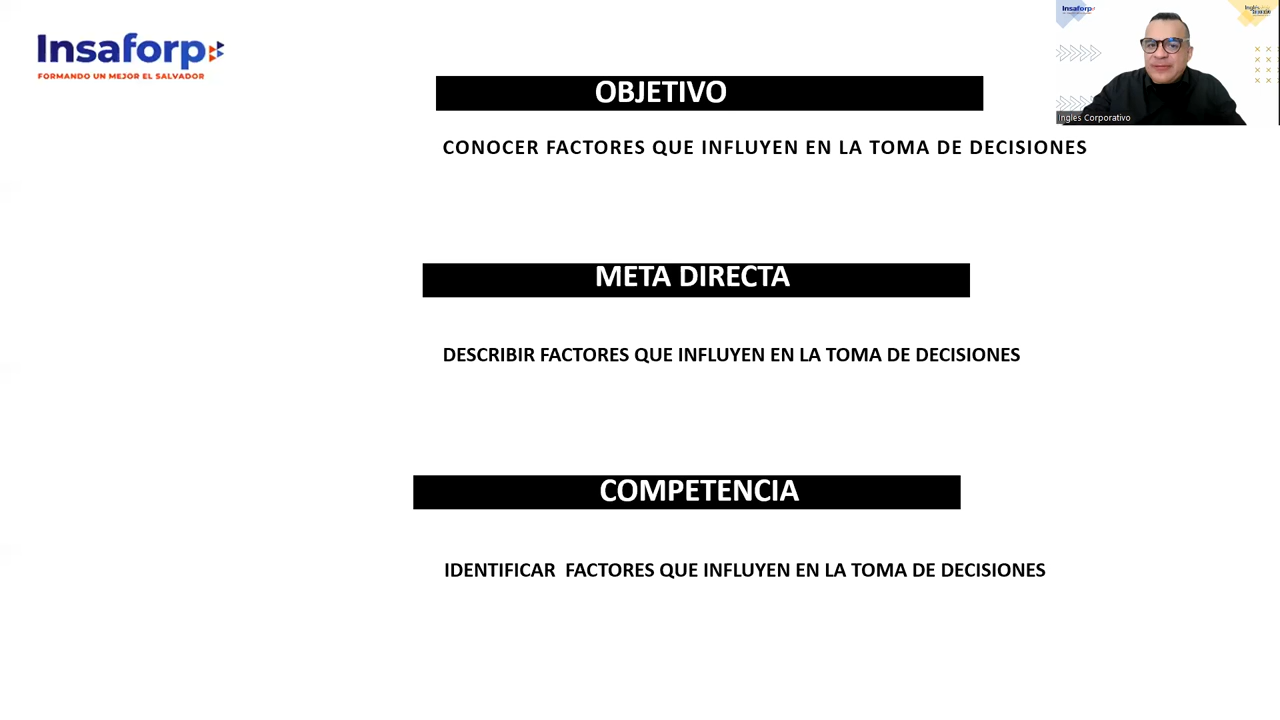 Insaforp
FORMANDO UN MEJOR EL SALVADOR
OBJETIVO
CONOCER FACTORES QUE INFLUYEN EN LA TOMA DE DECISIONES
META DIRECTA
DESCRIBIR FACTORES QUE INFLUYEN EN LA TOMA DE DECISIONES
COMPETENCIA
IDENTIFICAR FACTORES QUE INFLUYEN EN LA TOMA DE DECISIONES
Insaforp
Ingles Corporativo